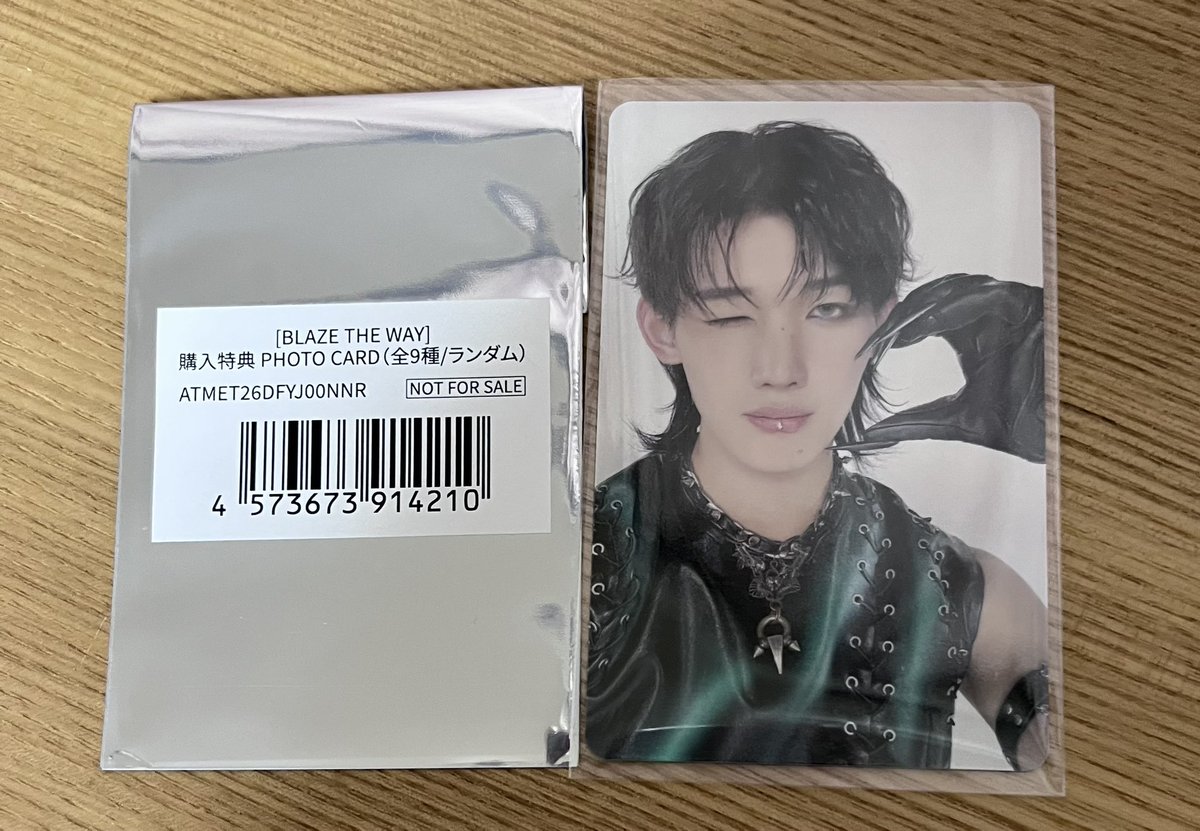 [BLAZE THE WAY]
購入特典 PHOTO CARD（全9種/ランダム）
ATMET26DFYJ00NNR NOT FOR SALE
4 573673 914210